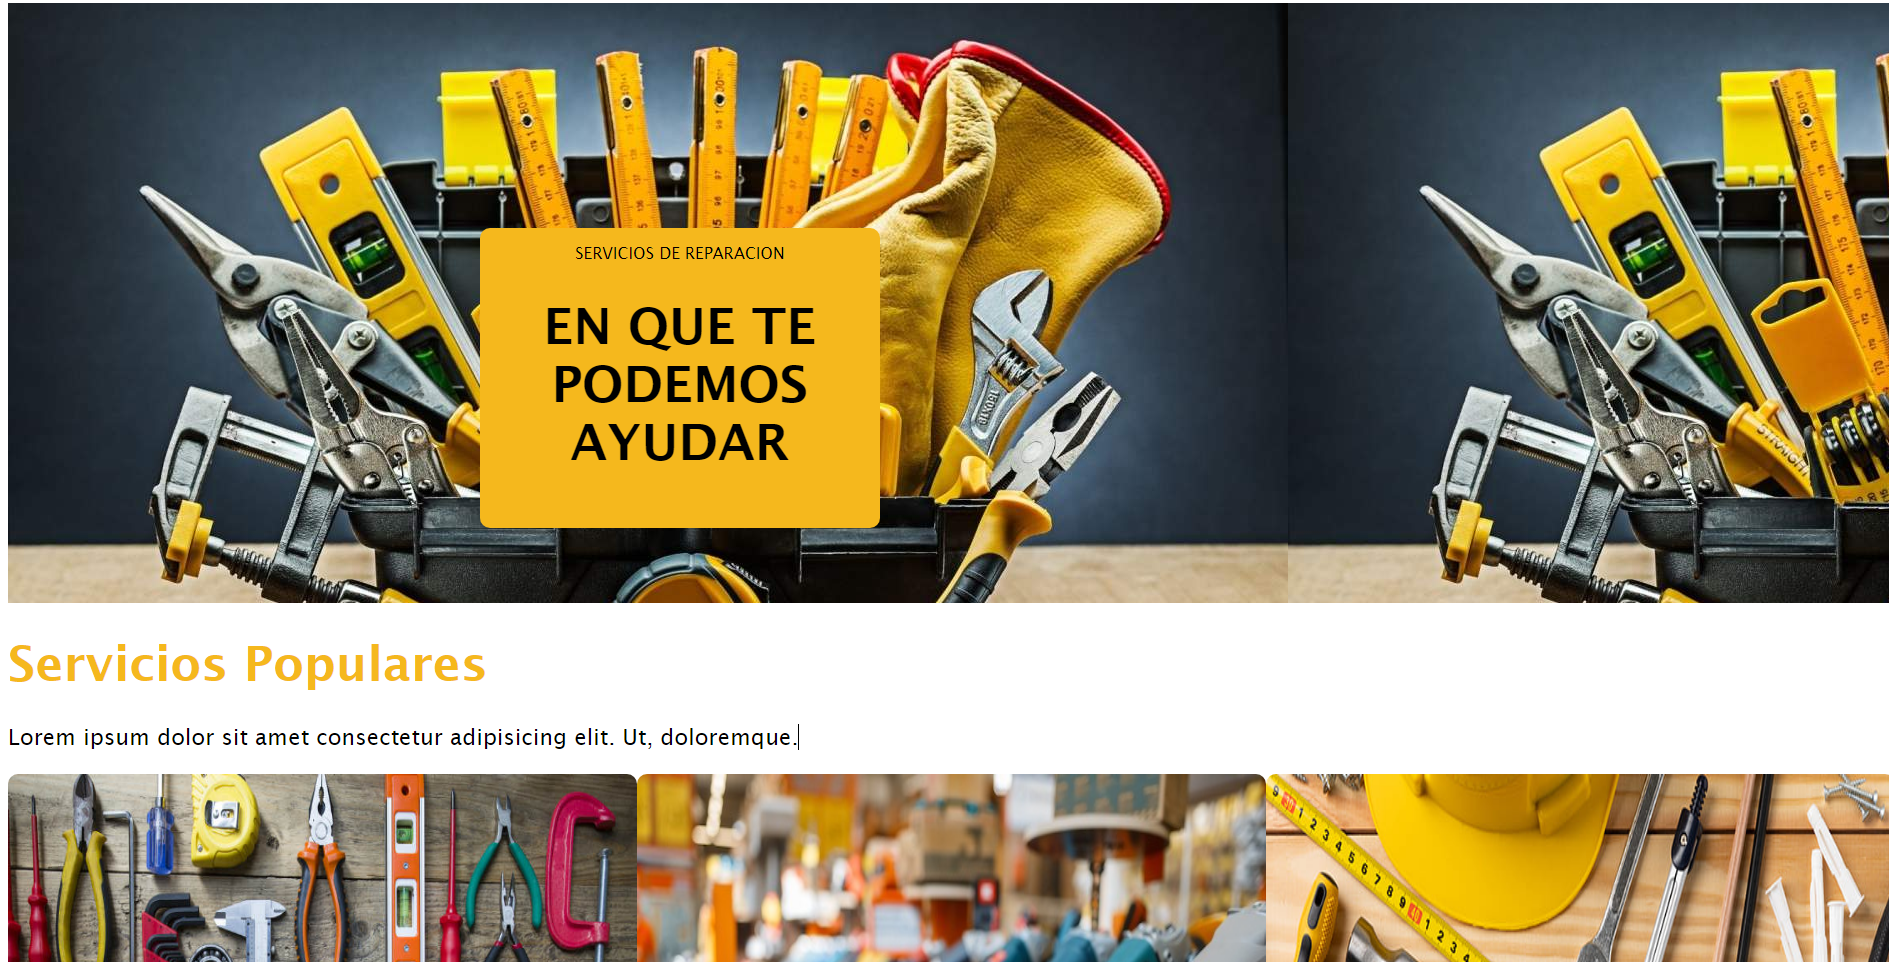 SERVICIOS DE REPARACION
EN QUE TE
PODEMOS
AYUDAR
Servicios Populares
Lorem ipsum dolor sit amet consectetur adipisicing elit. Ut, doloremque.